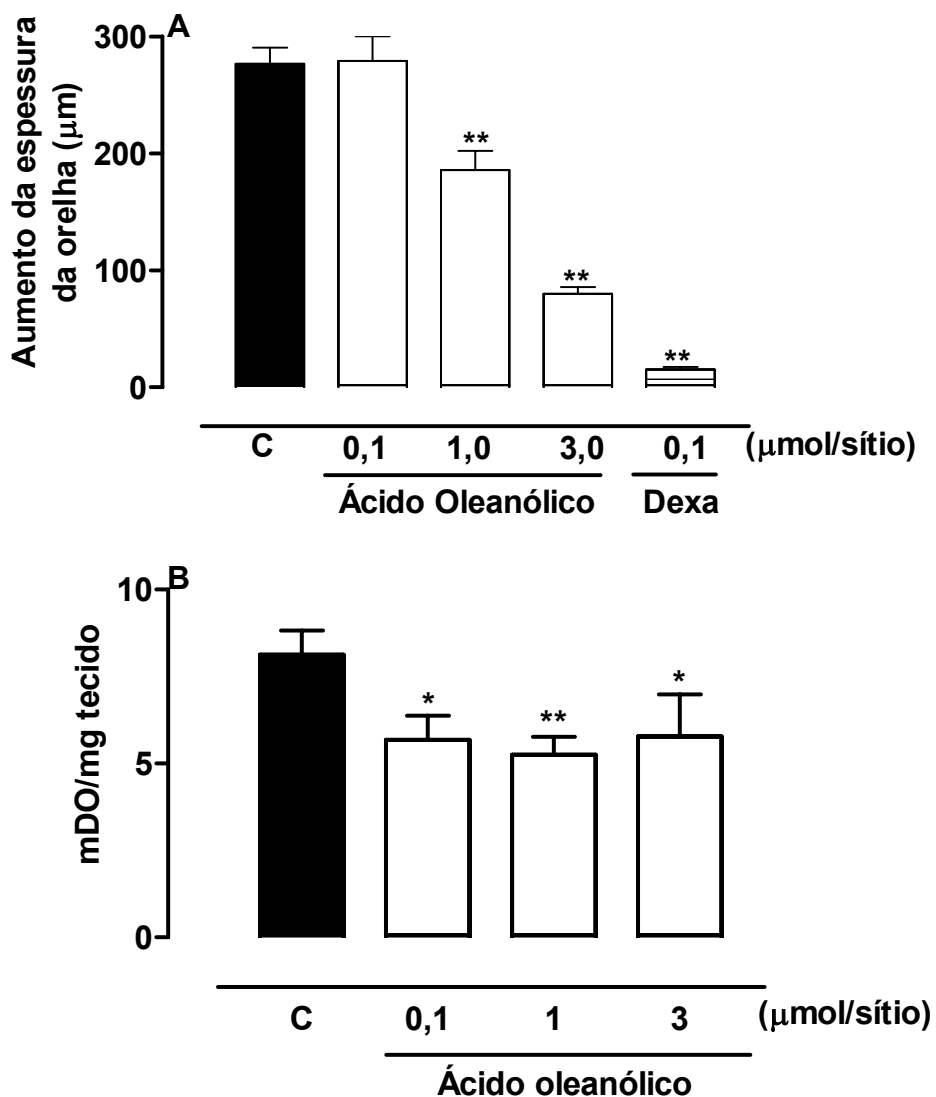 A
Aumento da espessura
da orelha (μm)
300
200
100
0
**
**
**
C 0,1 1,0 3,0 0,1 (μmol/sítio)
Ácido Oleanólico Dexa
B
mDO/mg tecido
10
5
0
*
**
*
C 0,1 1 3 (μmol/sítio)
Ácido oleanólico